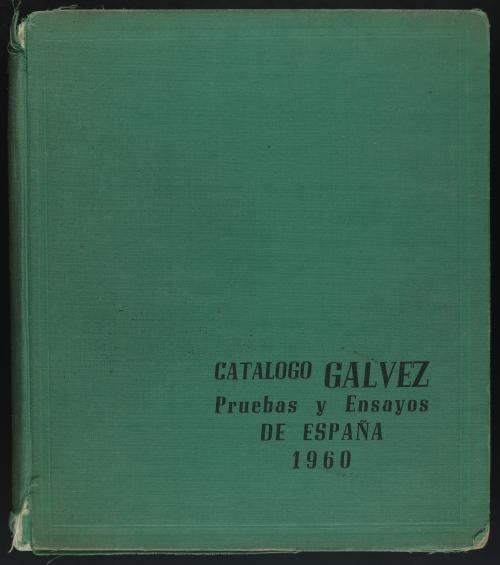 CATALOGO GALVEZ
Pruebas y Ensayos
DE ESPAÑA
1960